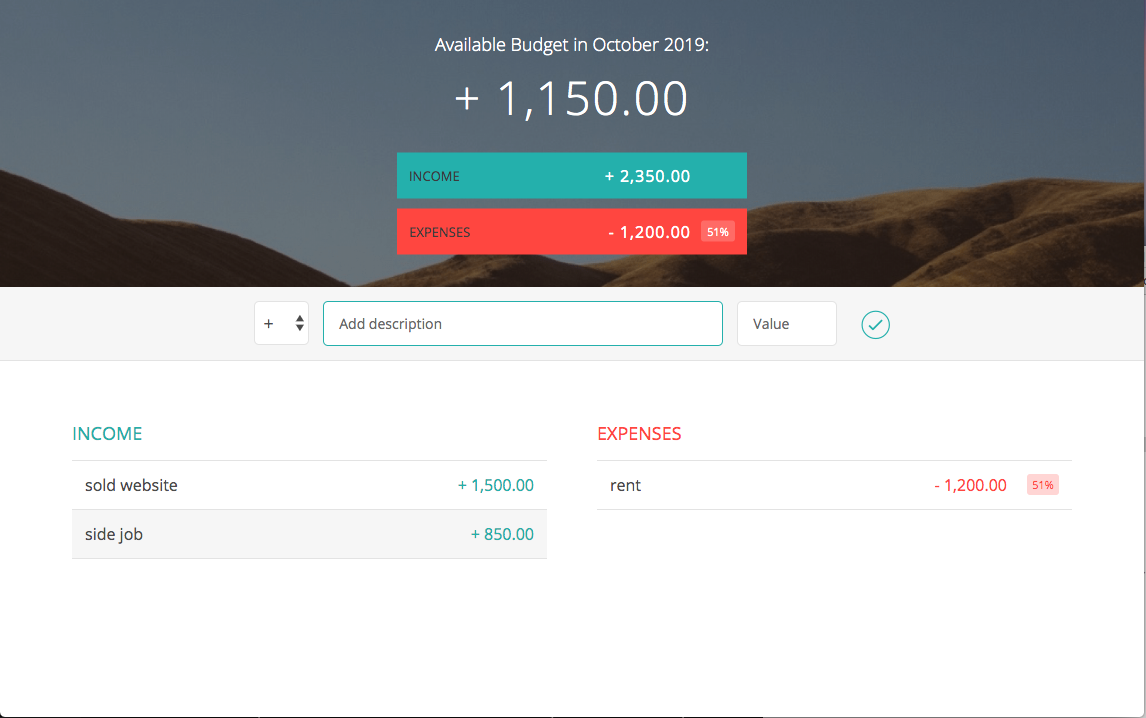 Available Budget in October 2019:
+ 1,150.00
INCOME + 2,350.00
EXPENSES - 1,200.00 51%
+ Add description Value
INCOME
sold website + 1,500.00
side job + 850.00
EXPENSES
rent - 1,200.00 51%